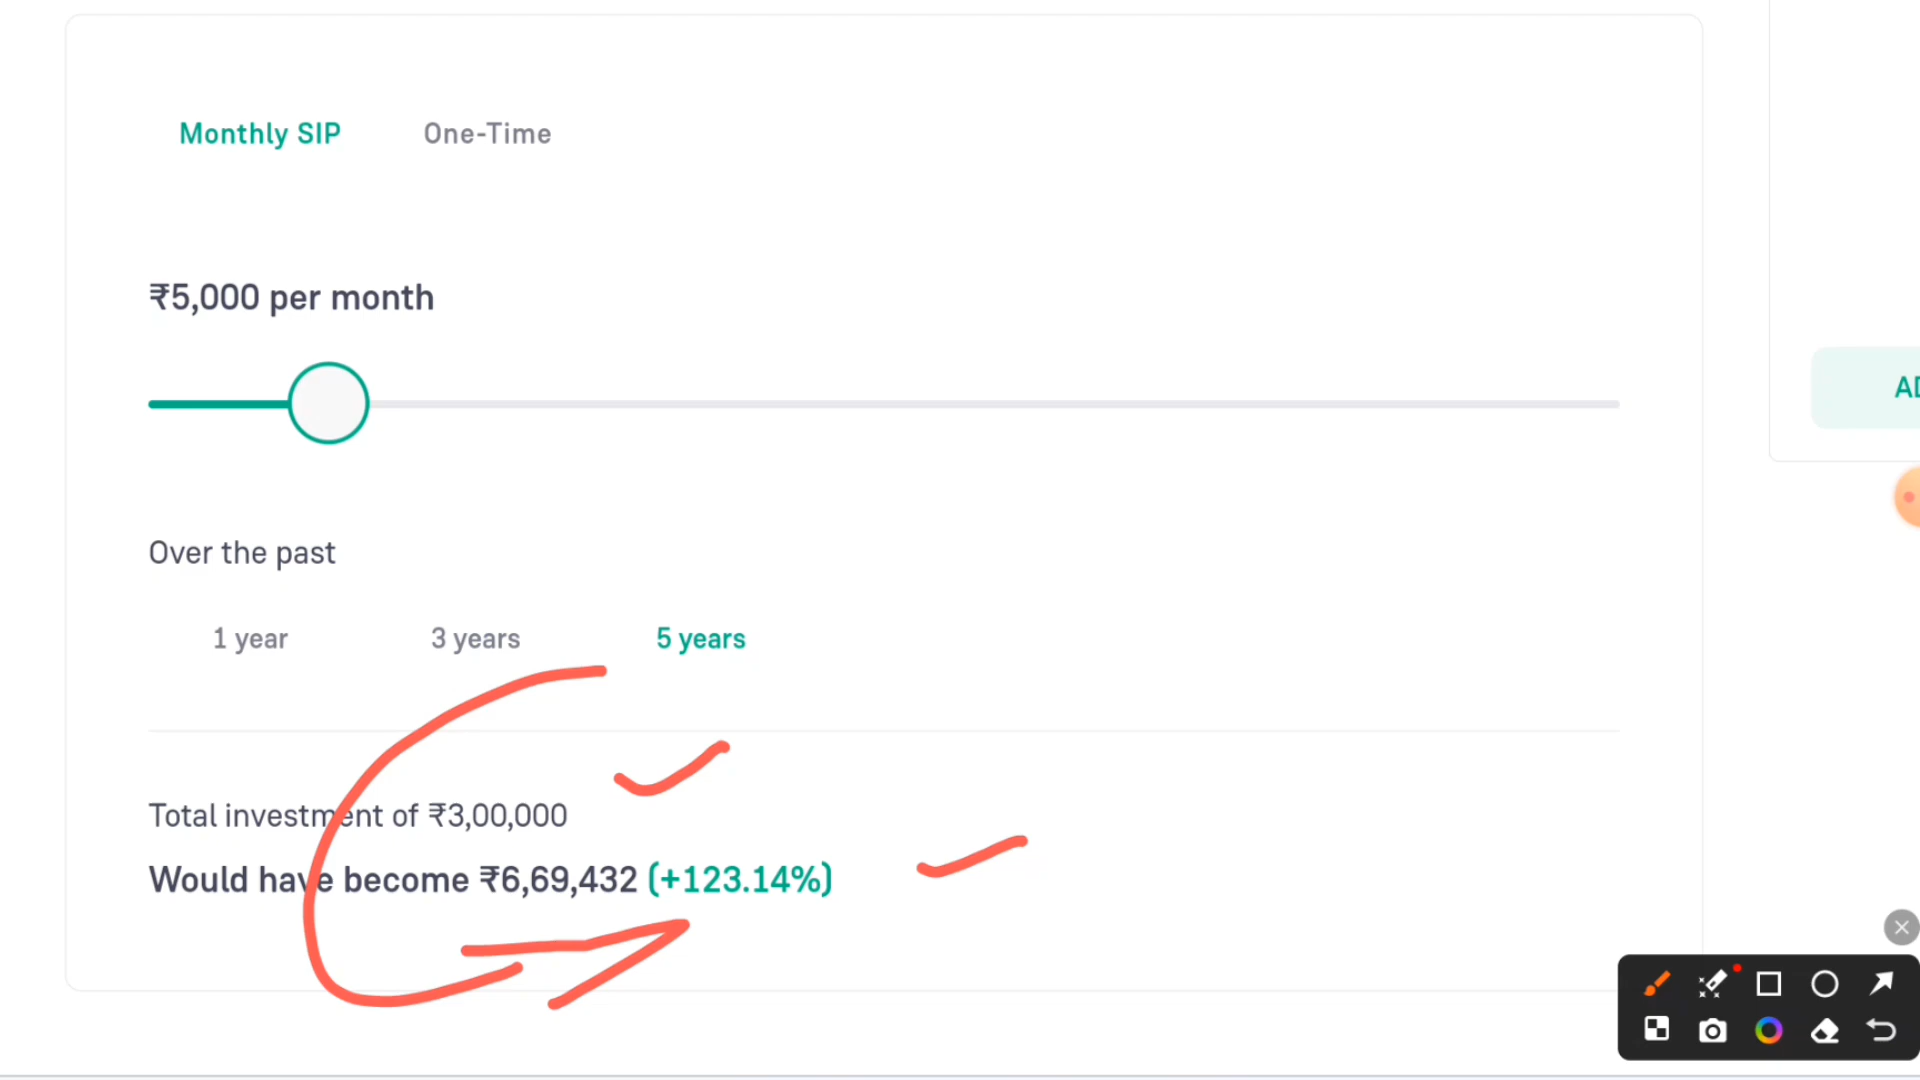 Monthly SIP One-Time
₹5,000 per month
Over the past
1 year 3 years 5 years
Total investment of ₹3,00,000
Would have become ₹6,69,432 (+123.14%)